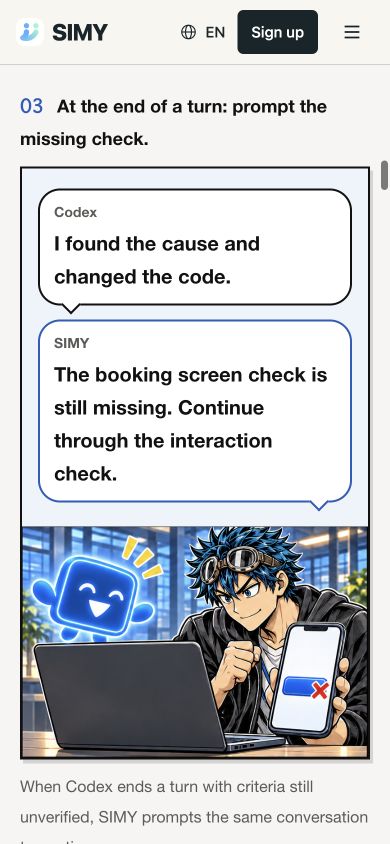 SIMY
EN
Sign up
03 At the end of a turn: prompt the
missing check.
Codex
I found the cause and
changed the code.
SIMY
The booking screen check is
still missing. Continue
through the interaction
check.
When Codex ends a turn with criteria still
unverified, SIMY prompts the same conversation